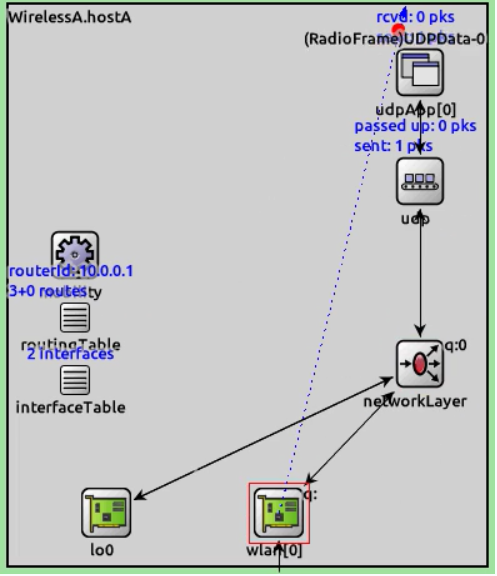 WirelessA.hostA
rcvd: 0 pks
(RadioFrame)UDPData-0
udpApp[0]
passed up: 0 pks
sent: 1 pks
udp
routerId: 10.0.0.1
3+0 routes
routingTable
2 interfaces
interfaceTable
q:0
networkLayer
q:
lo0
wlan[0]